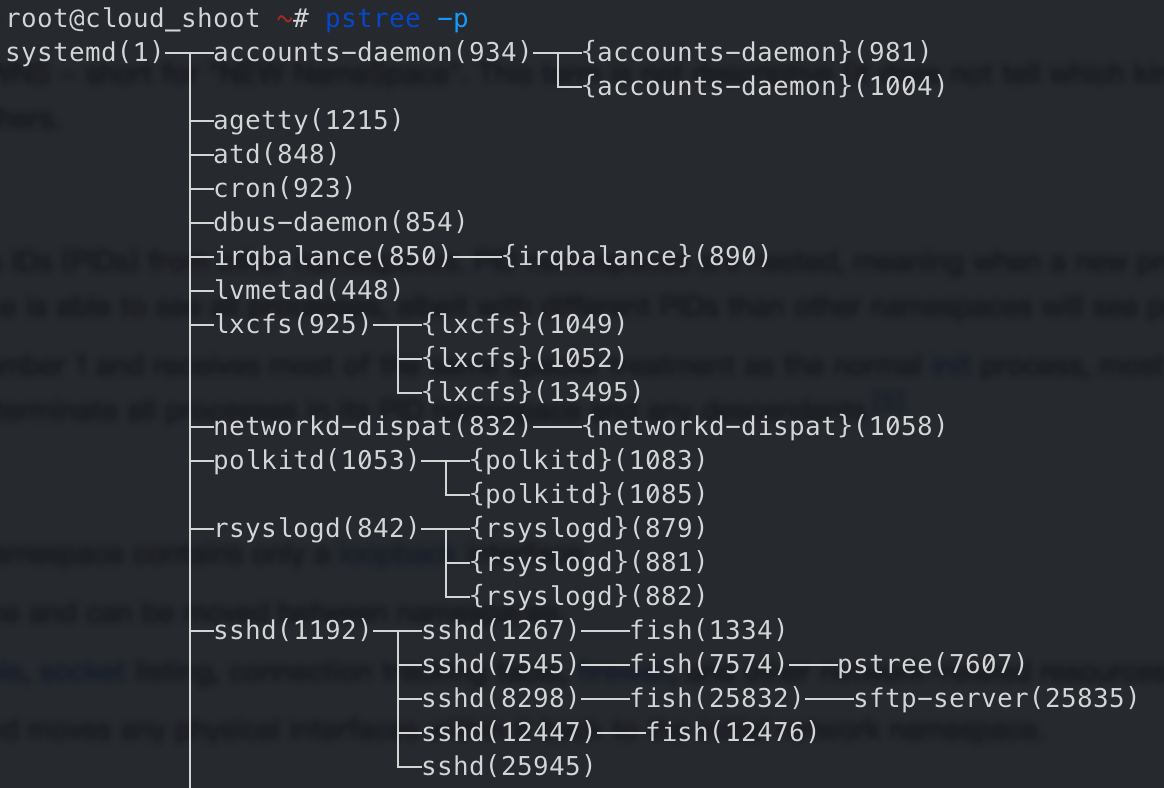 root@cloud_shoot ~# pstree -p
systemd(1)─┬─accounts-daemon(934)─┬─{accounts-daemon}(981)
           │                      └─{accounts-daemon}(1004)
           ├─agetty(1215)
           ├─atd(848)
           ├─cron(923)
           ├─dbus-daemon(854)
           ├─irqbalance(850)───{irqbalance}(890)
           ├─lvmetad(448)
           ├─lxcfs(925)─┬─{lxcfs}(1049)
           │            ├─{lxcfs}(1052)
           │            └─{lxcfs}(13495)
           ├─networkd-dispat(832)───{networkd-dispat}(1058)
           ├─polkitd(1053)─┬─{polkitd}(1083)
           │               └─{polkitd}(1085)
           ├─rsyslogd(842)─┬─{rsyslogd}(879)
           │               ├─{rsyslogd}(881)
           │               └─{rsyslogd}(882)
           ├─sshd(1192)─┬─sshd(1267)───fish(1334)
           │            ├─sshd(7545)───fish(7574)───pstree(7607)
           │            ├─sshd(8298)───fish(25832)───sftp-server(25835)
           │            ├─sshd(12447)───fish(12476)
           │            └─sshd(25945)